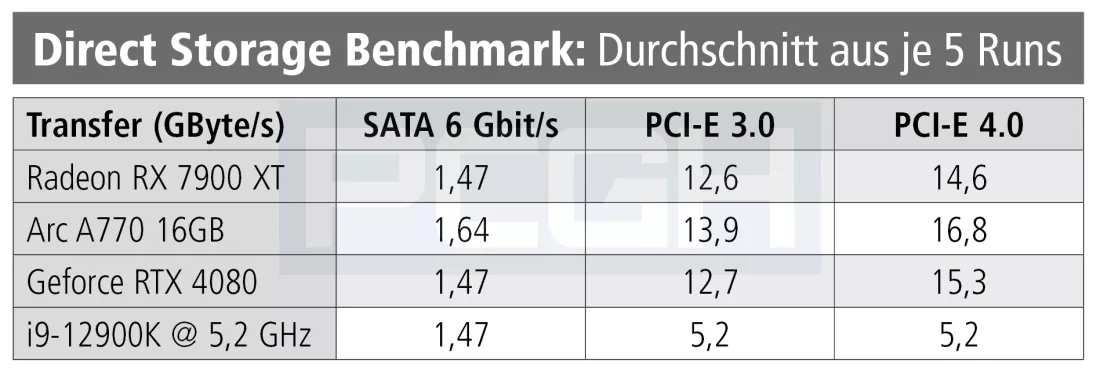 Direct Storage Benchmark: Durchschnitt aus je 5 Runs
Transfer (GByte/s) SATA 6 Gbit/s PCI-E 3.0 PCI-E 4.0
Radeon RX 7900 XT 1,47 12,6 14,6
Arc A770 16GB 1,64 13,9 16,8
Geforce RTX 4080 1,47 12,7 15,3
i9-12900K @ 5,2 GHz 1,47 5,2 5,2
PCGH